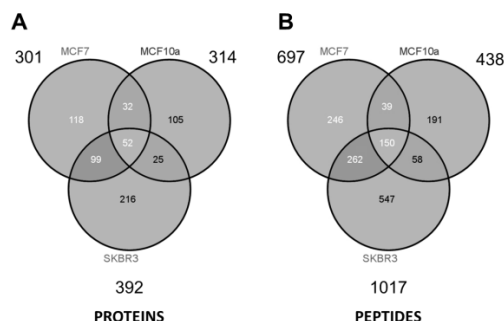 A
B
MCF7
MCF10a
301
314
118
32
105
52
99
25
216
SKBR3
392
PROTEINS
MCF7
MCF10a
697
438
246
39
191
150
262
58
547
SKBR3
1017
PEPTIDES